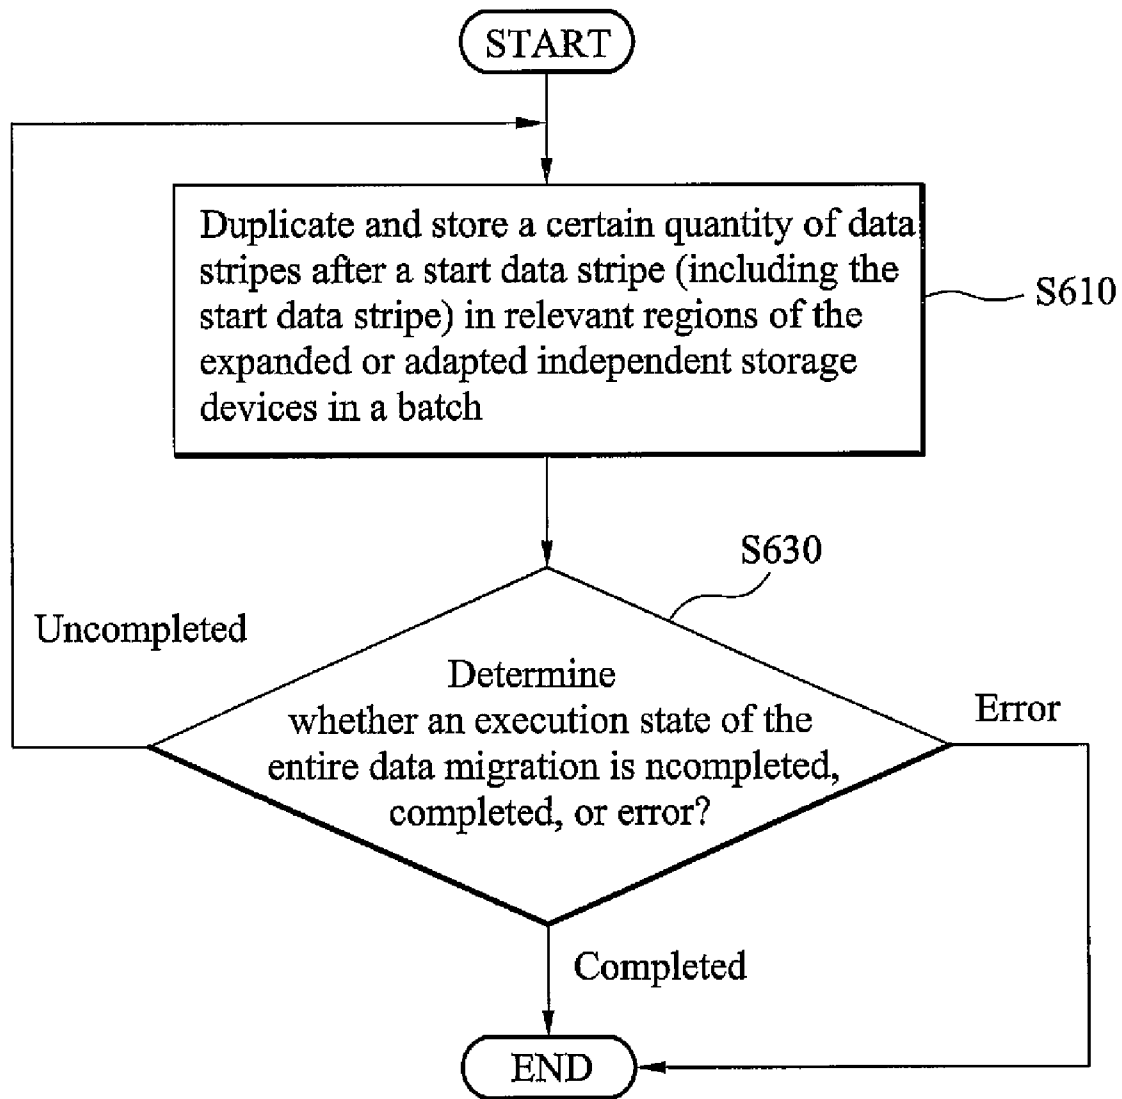 START
Duplicate and store a certain quantity of data
stripes after a start data stripe (including the
start data stripe) in relevant regions of the
expanded or adapted independent storage
devices in a batch
S610
S630
Uncompleted
Determine
whether an execution state of the
entire data migration is ncompleted,
completed, or error?
Error
Completed
END